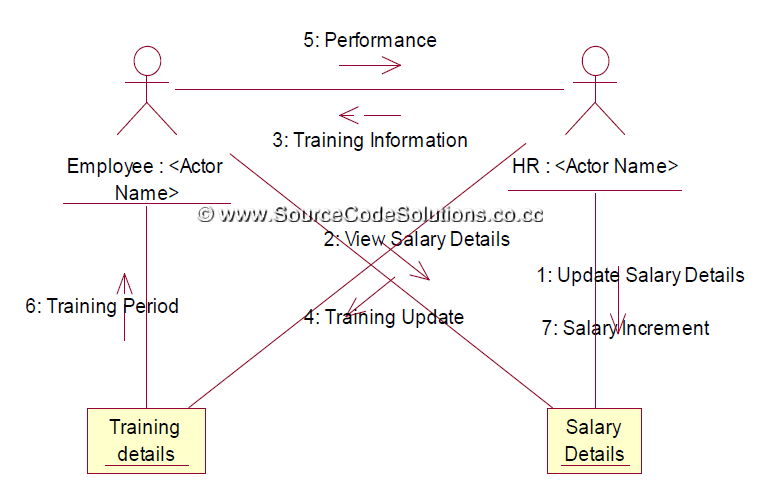 5: Performance
3: Training Information
Employee : <Actor
Name>
HR : <Actor Name>
© www.SourceCodeSolutions.co.cc
2: View Salary Details
1: Update Salary Details
6: Training Period
4: Training Update
7: Salary Increment
Training
details
Salary
Details